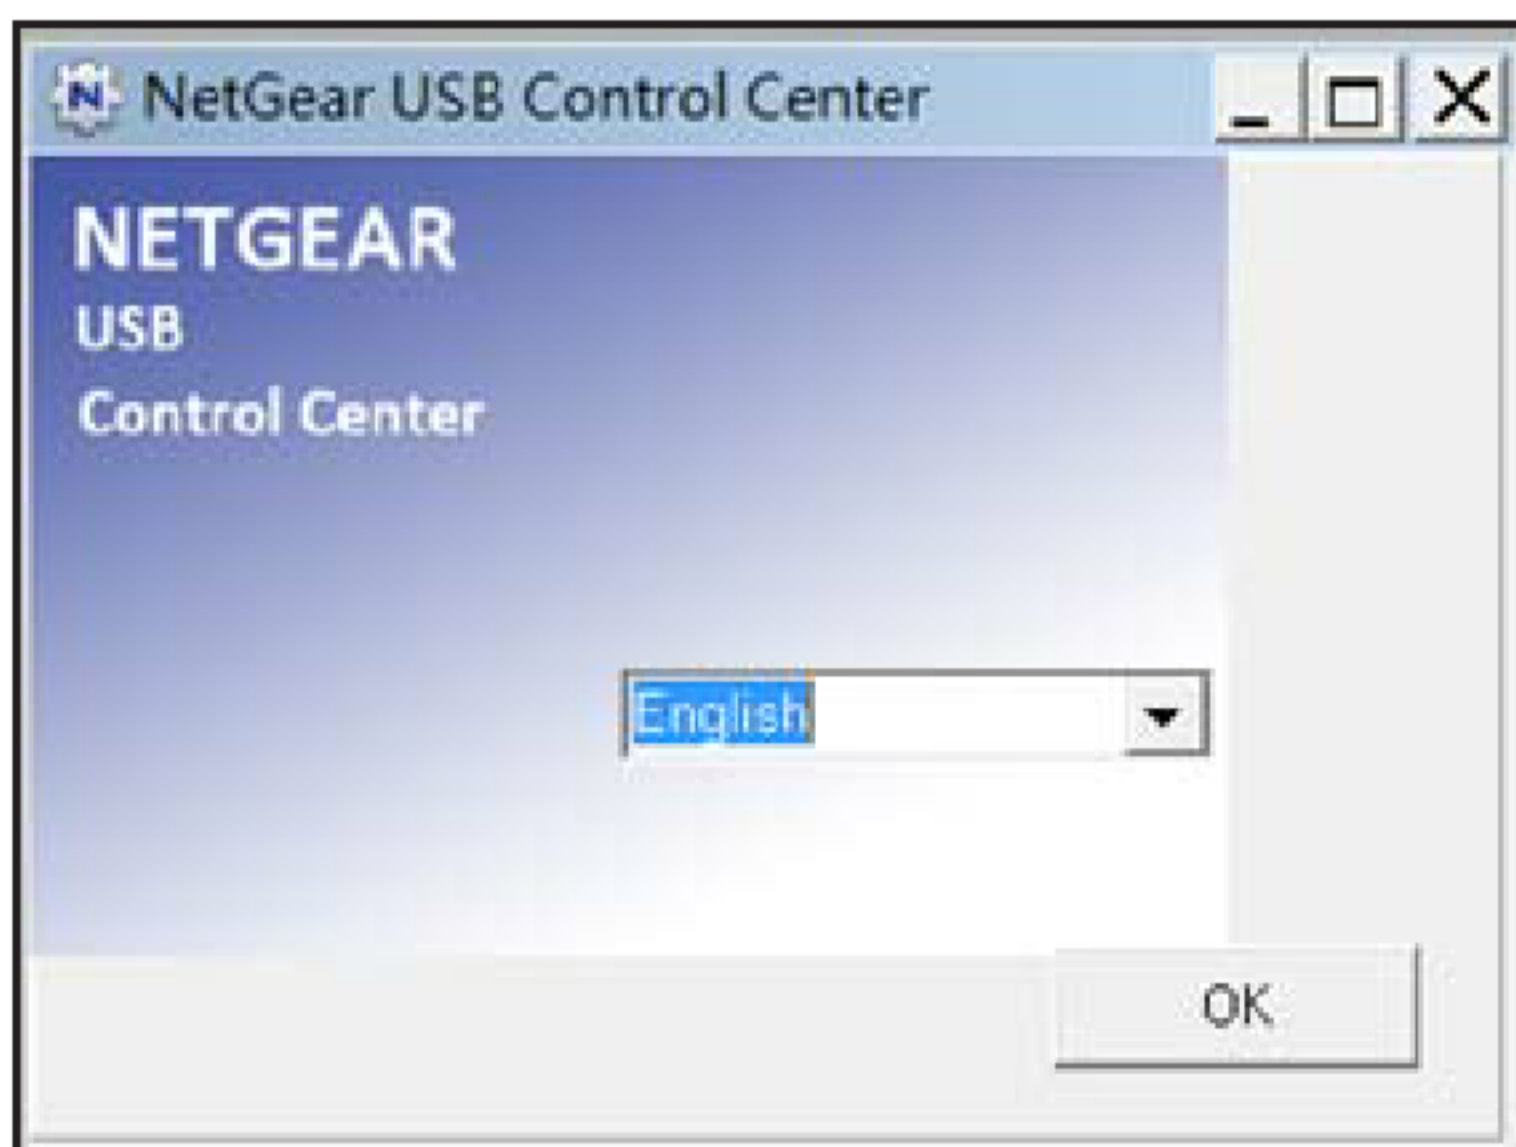 NetGear USB Control Center
NETGEAR
USB
Control Center
English
OK